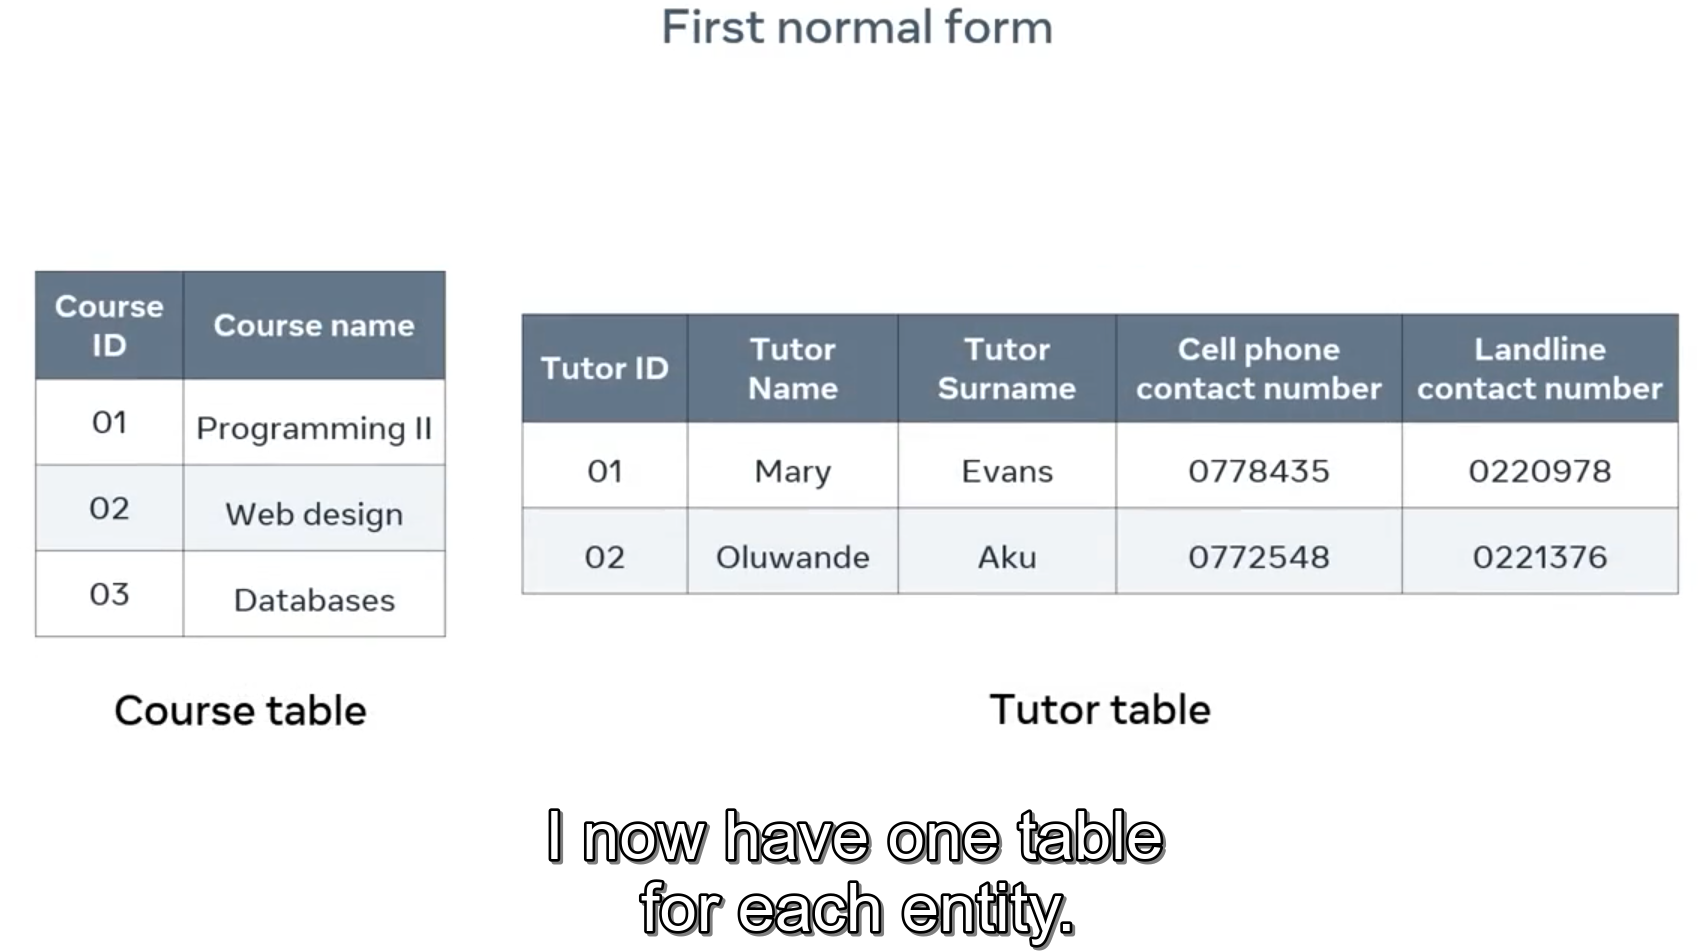 First normal form
Course ID Course name
01 Programming II
02 Web design
03 Databases
Course table
Tutor ID Tutor Name Tutor Surname Cell phone contact number Landline contact number
01 Mary Evans 0778435 0220978
02 Oluwande Aku 0772548 0221376
Tutor table
I now have one table
for each entity.